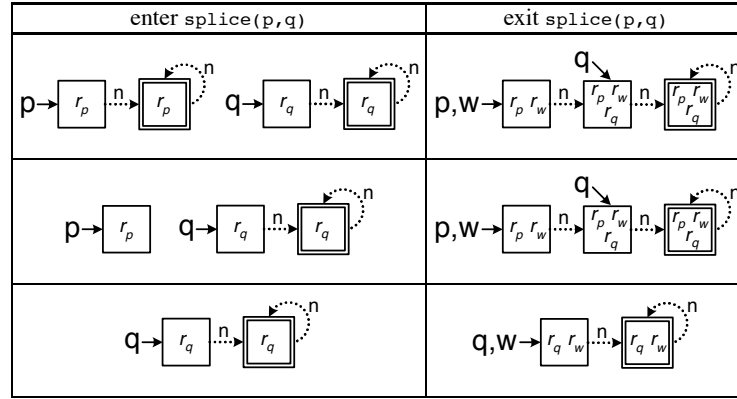 enter splice(p,q) exit splice(p,q)
n n n
q
p r_p n r_p q r_q n r_q p,w r_p r_w n r_p r_w r_q n r_p r_w r_q
n n
q
p r_p q r_q n r_q p,w r_p r_w n r_p r_w r_q n r_p r_w r_q
n n
q r_q n r_q q,w r_q r_w n r_q r_w